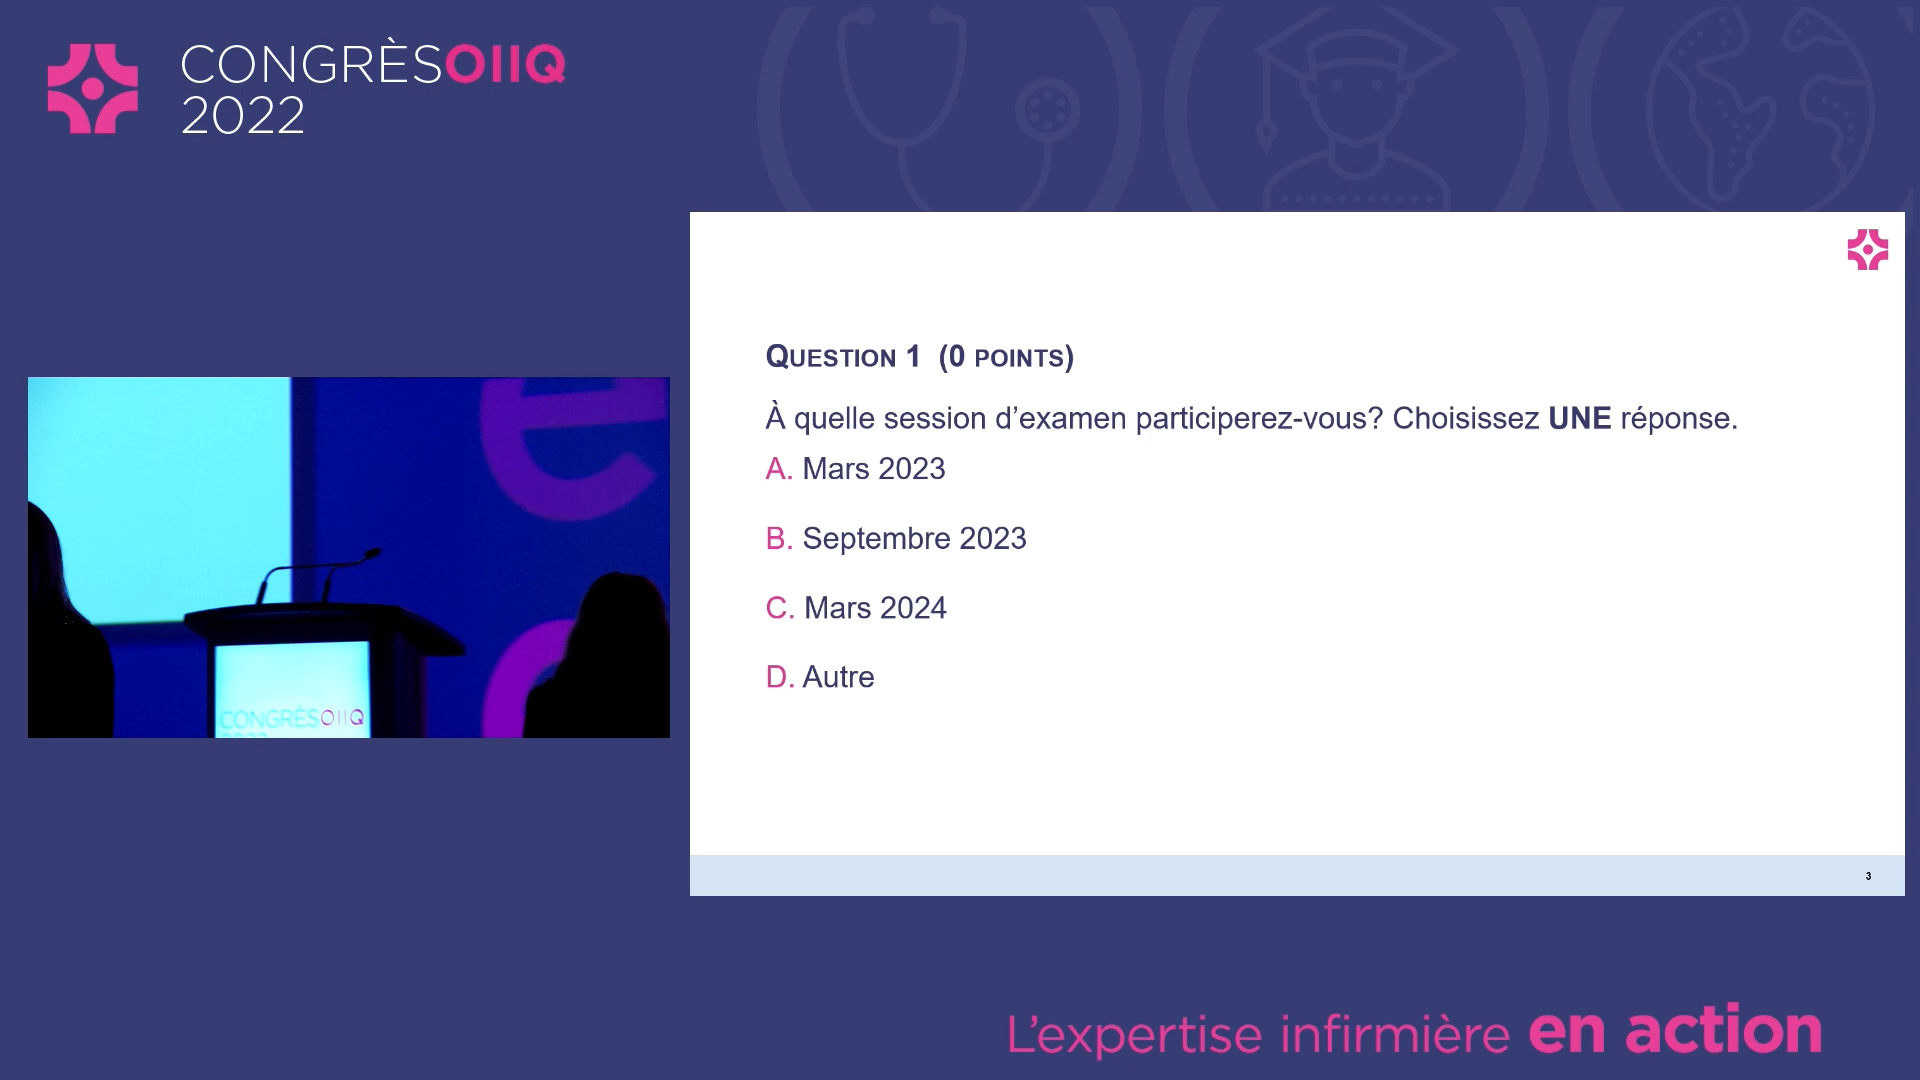 CONGRÈSOIIQ
2022
QUESTION 1 (0 POINTS)
À quelle session d’examen participerez-vous? Choisissez UNE réponse.
A. Mars 2023
B. Septembre 2023
C. Mars 2024
D. Autre
3
CONGRÈSOIIQ
2022
L’expertise infirmière en action